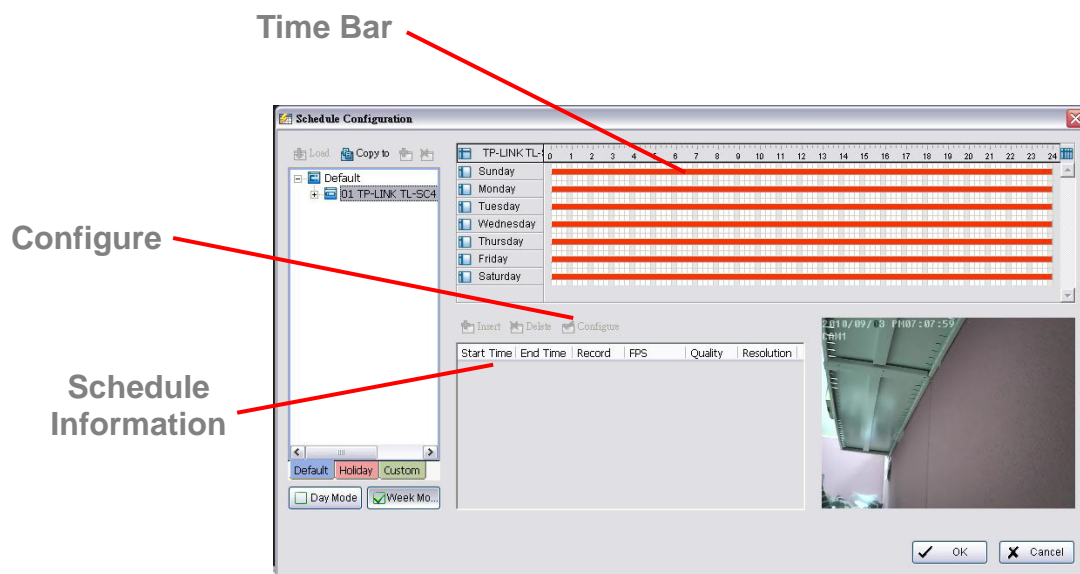 Time Bar
Schedule Configuration
Load Copy to
TP-LINK TL-
0 1 2 3 4 5 6 7 8 9 10 11 12 13 14 15 16 17 18 19 20 21 22 23 24
Default
01 TP-LINK TL-SC4
Sunday
Monday
Tuesday
Wednesday
Thursday
Friday
Saturday
Configure
Insert Delete Configure
Start Time End Time Record FPS Quality Resolution
PM07:07:59
CAM1
Schedule
Information
Default Holiday Custom
Day Mode Week Mo...
OK Cancel